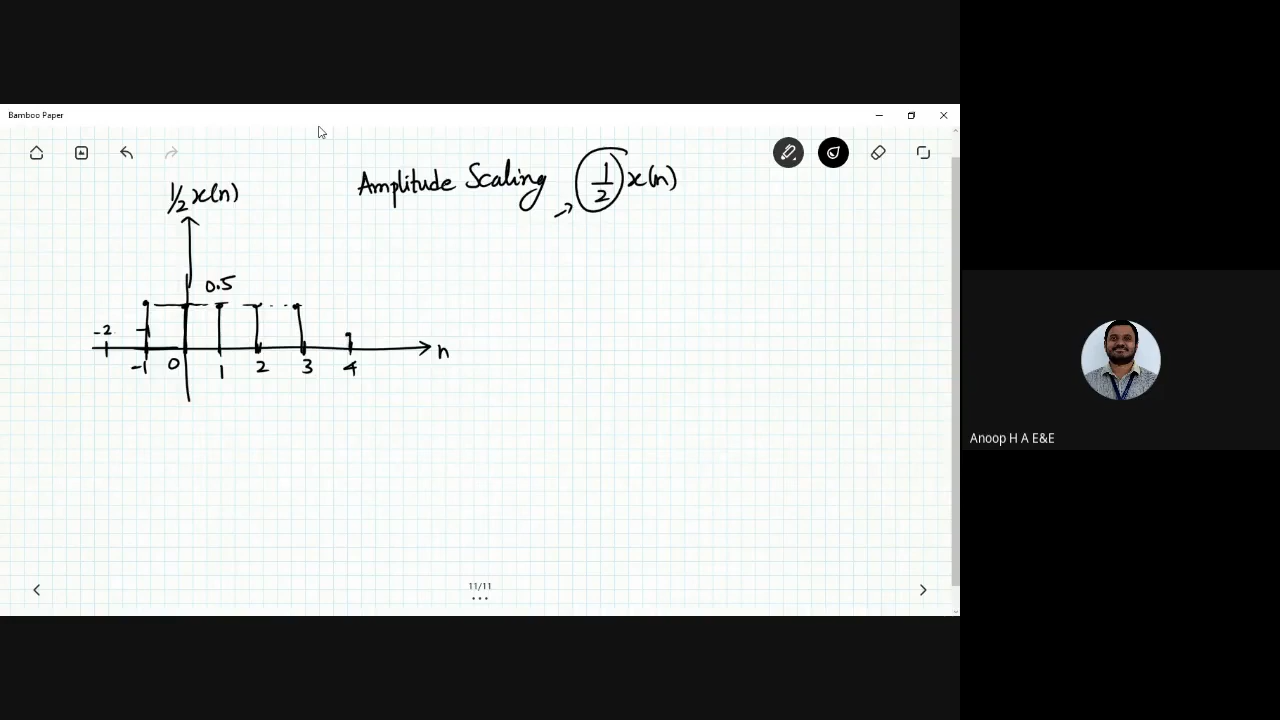 Bamboo Paper
Amplitude Scaling → 1/2 x(n)
1/2 x(n)
0.5
-2
-1 0 1 2 3 4 n
11/11
Anoop H A E&E